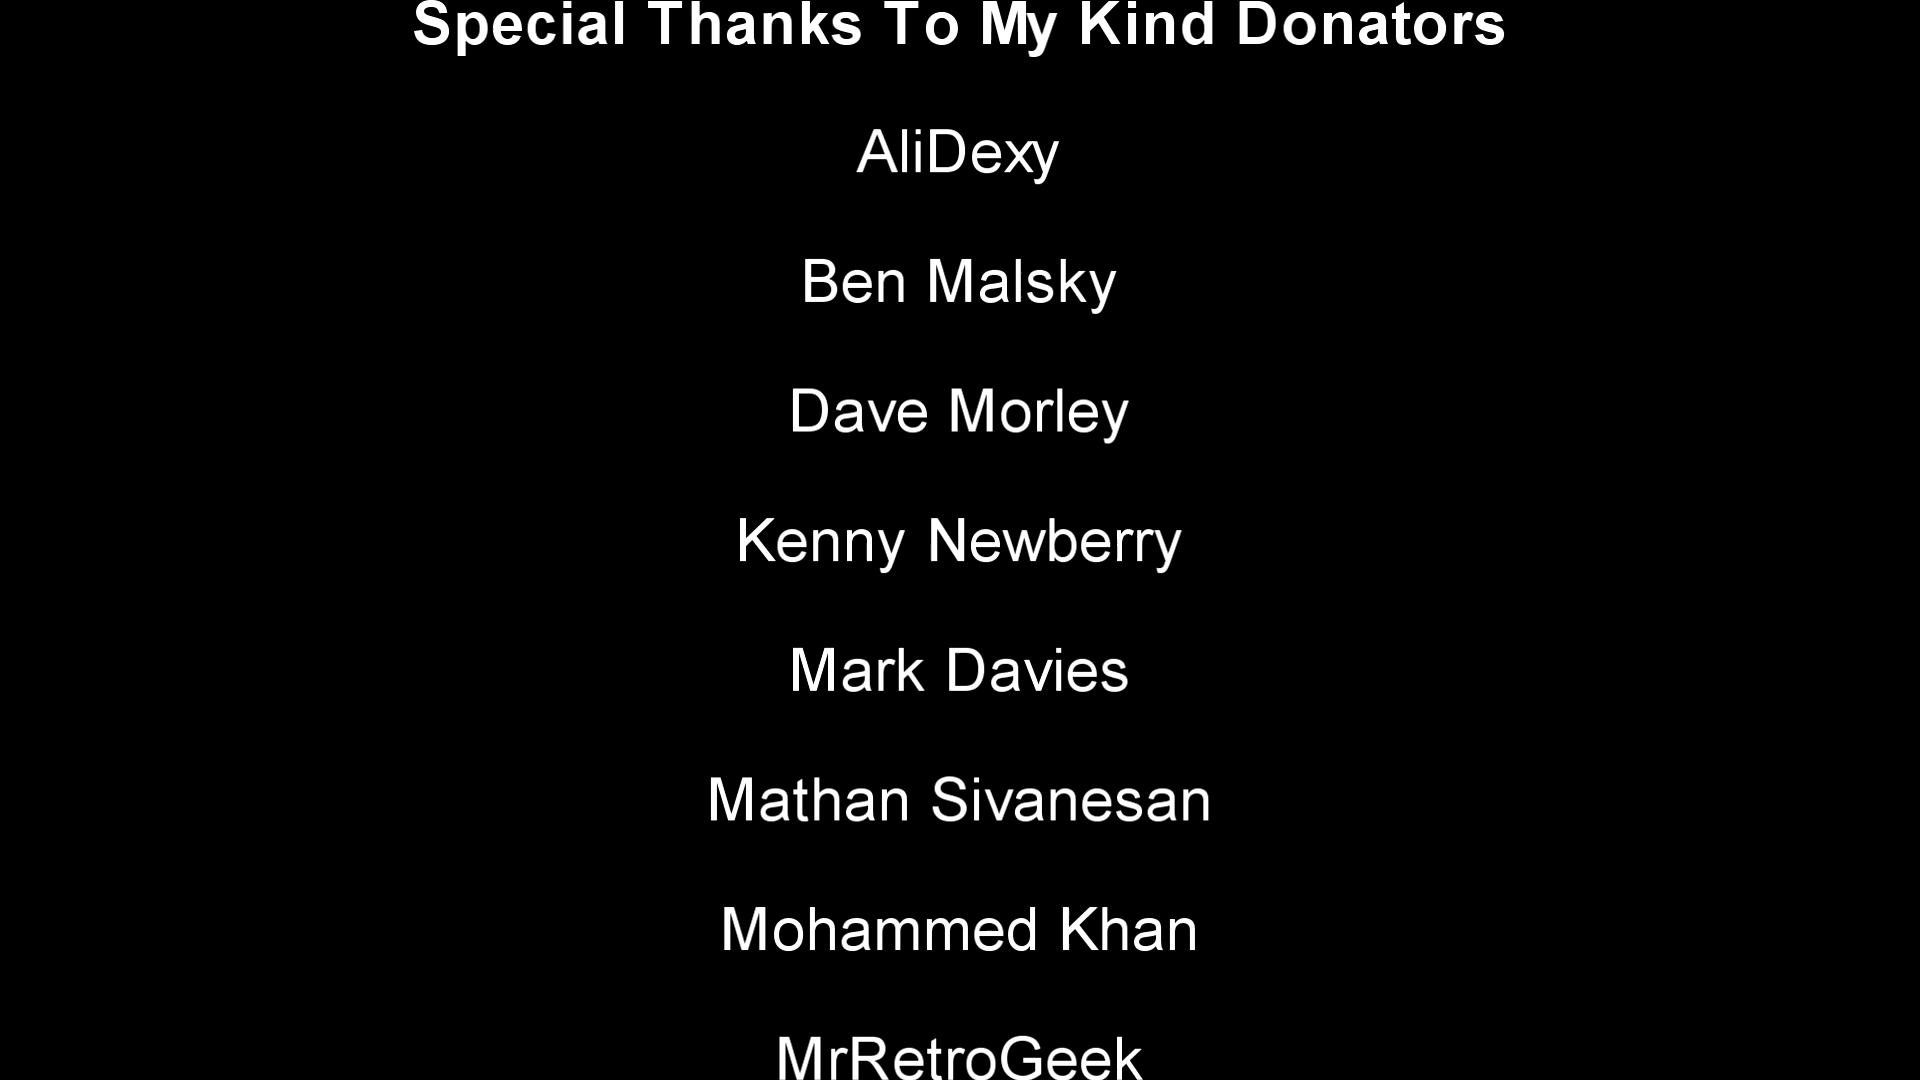 Special Thanks To My Kind Donators
AliDexy
Ben Malsky
Dave Morley
Kenny Newberry
Mark Davies
Mathan Sivanesan
Mohammed Khan
MrRetroGeek